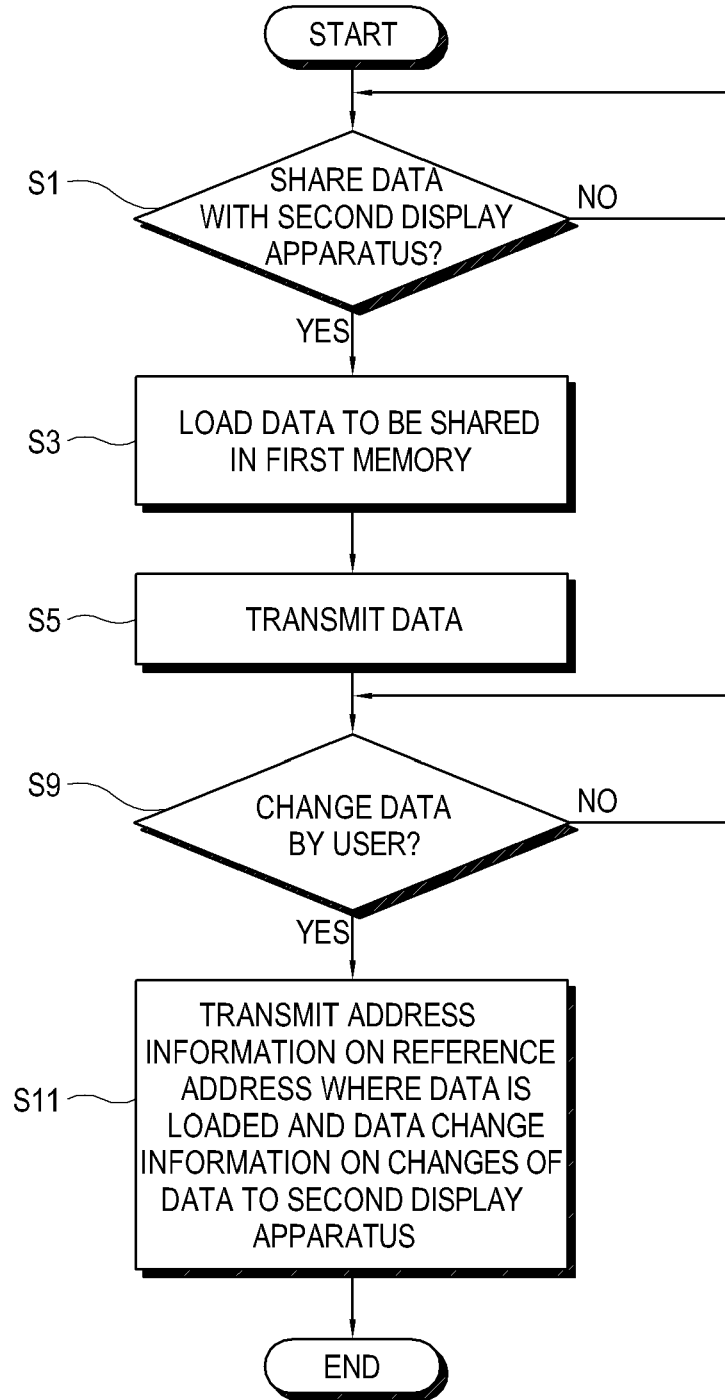 START
S1
SHARE DATA
WITH SECOND DISPLAY
APPARATUS?
NO
YES
S3
LOAD DATA TO BE SHARED
IN FIRST MEMORY
S5
TRANSMIT DATA
S9
CHANGE DATA
BY USER?
NO
YES
S11
TRANSMIT ADDRESS
INFORMATION ON REFERENCE
ADDRESS WHERE DATA IS
LOADED AND DATA CHANGE
INFORMATION ON CHANGES OF
DATA TO SECOND DISPLAY
APPARATUS
END